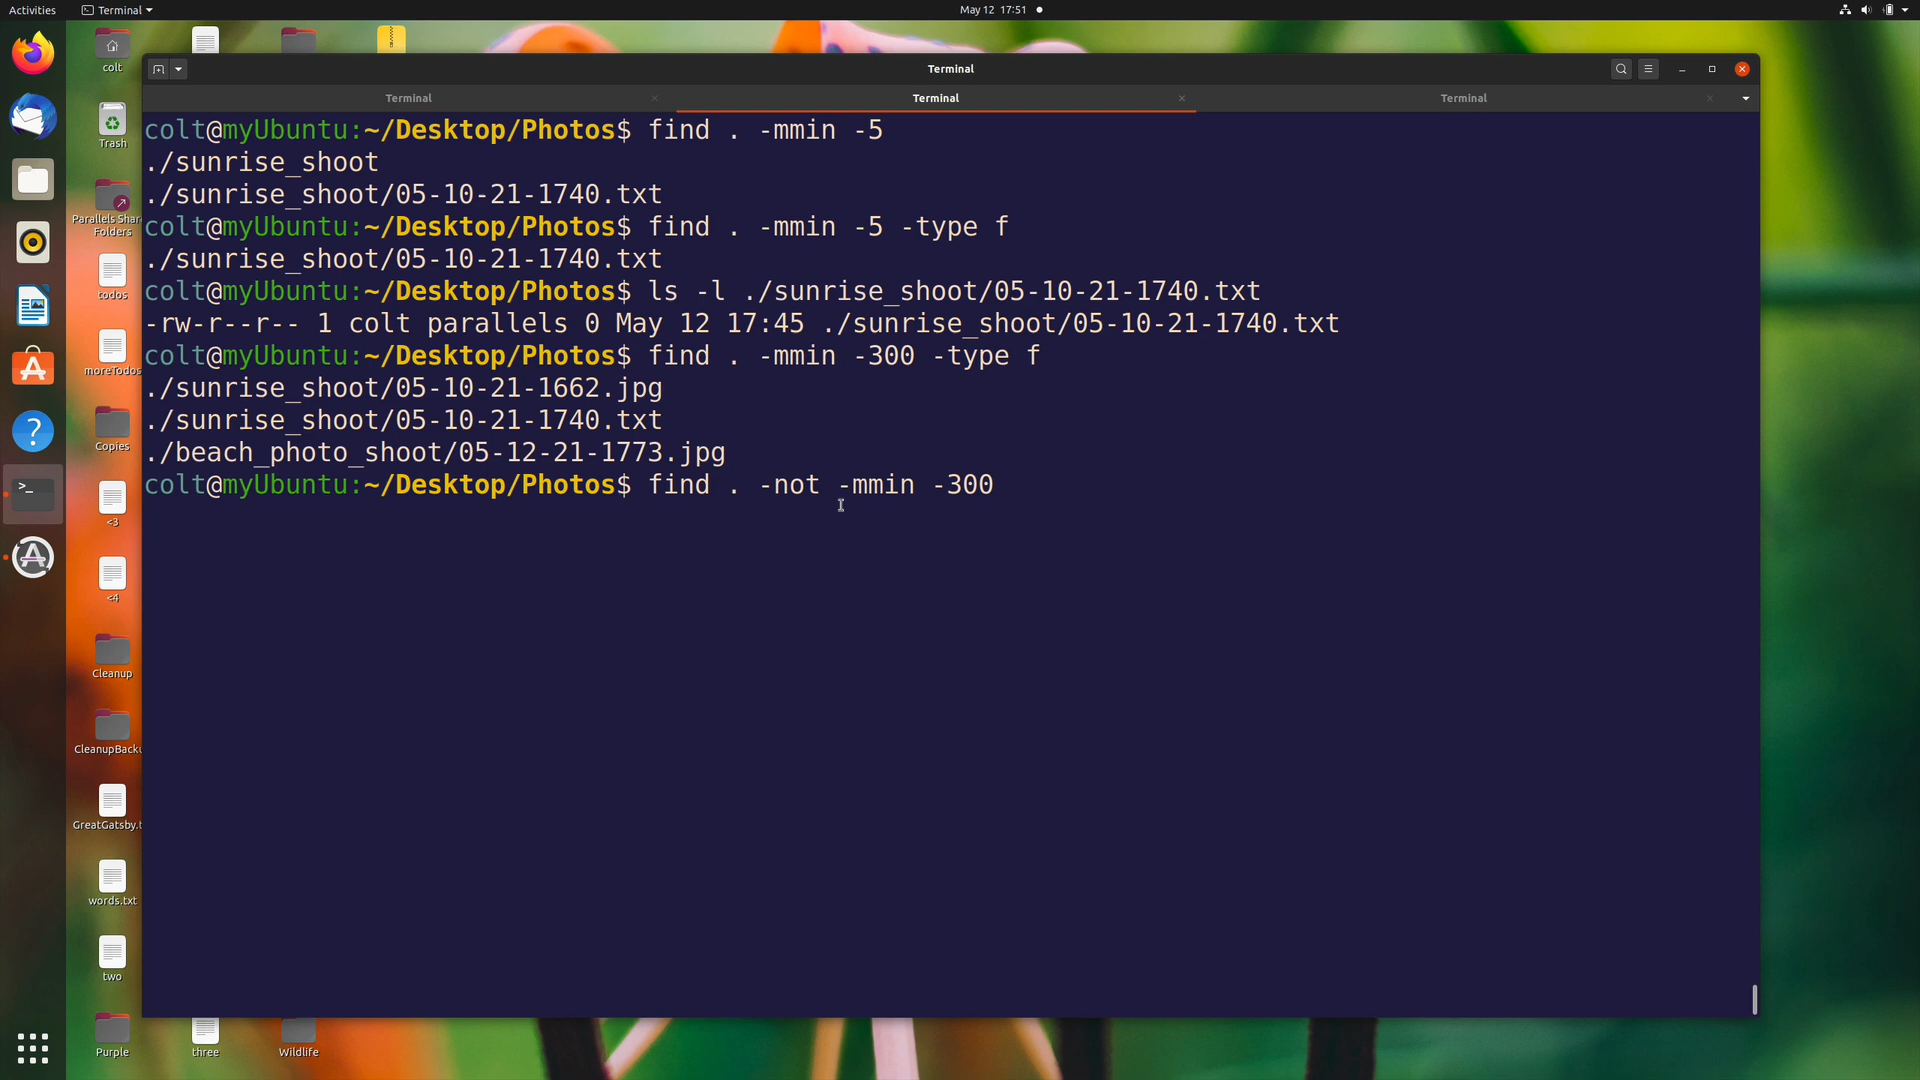 Activities
Terminal
May 12 17:51
colt
Trash
Parallels Shar
Folders
todos
moreTodos
Copies
<3
<4
Cleanup
CleanupBacku
GreatGatsby.t
words.txt
two
Purple
three
Wildlife
Terminal
Terminal
Terminal
Terminal
colt@myUbuntu:~/Desktop/Photos$ find . -mmin -5
./sunrise_shoot
./sunrise_shoot/05-10-21-1740.txt
colt@myUbuntu:~/Desktop/Photos$ find . -mmin -5 -type f
./sunrise_shoot/05-10-21-1740.txt
colt@myUbuntu:~/Desktop/Photos$ ls -l ./sunrise_shoot/05-10-21-1740.txt
-rw-r--r-- 1 colt parallels 0 May 12 17:45 ./sunrise_shoot/05-10-21-1740.txt
colt@myUbuntu:~/Desktop/Photos$ find . -mmin -300 -type f
./sunrise_shoot/05-10-21-1662.jpg
./sunrise_shoot/05-10-21-1740.txt
./beach_photo_shoot/05-12-21-1773.jpg
colt@myUbuntu:~/Desktop/Photos$ find . -not -mmin -300